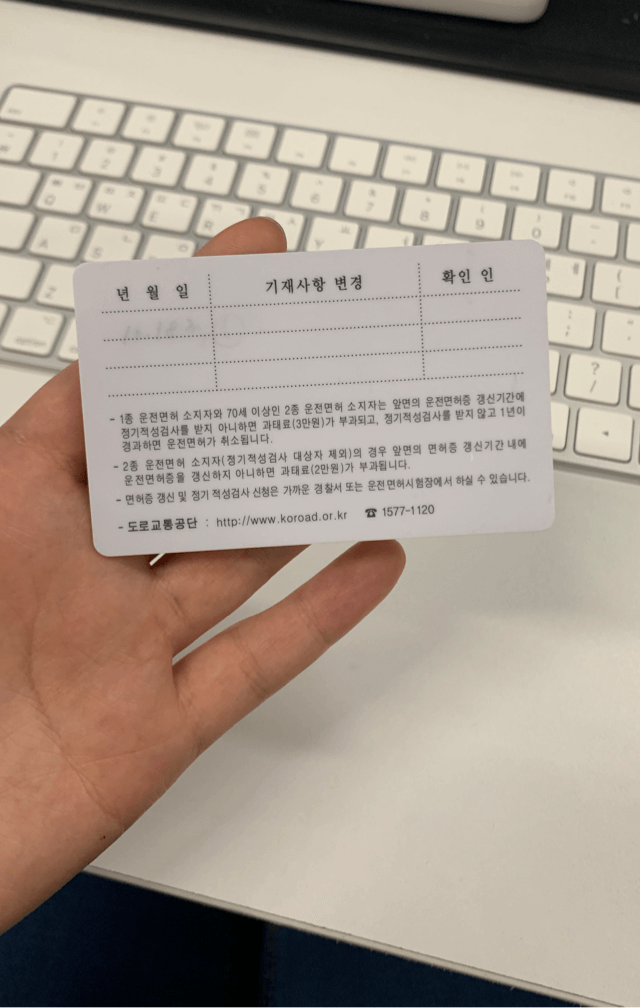 년 월 일 기재사항 변경 확인 인
- 1종 운전면허 소지자와 70세 이상인 2종 운전면허 소지자는 앞면의 운전면허증 갱신기간에
정기적성검사를 받지 아니하면 과태료(3만원)가 부과되고, 정기적성검사를 받지 않고 1년이
경과하면 운전면허가 취소됩니다.
- 2종 운전면허 소지자(정기적성검사 대상자 제외)의 경우 앞면의 면허증 갱신기간 내에
운전면허증을 갱신하지 아니하면 과태료(2만원)가 부과됩니다.
- 면허증 갱신 및 정기 적성검사 신청은 가까운 경찰서 또는 운전면허시험장에서 하실 수 있습니다.
- 도로교통공단 : http://www.koroad.or.kr ☎ 1577-1120
1 2 3 4 5 6 7 8 9 0
Q W E R
A S
Z
option
? /